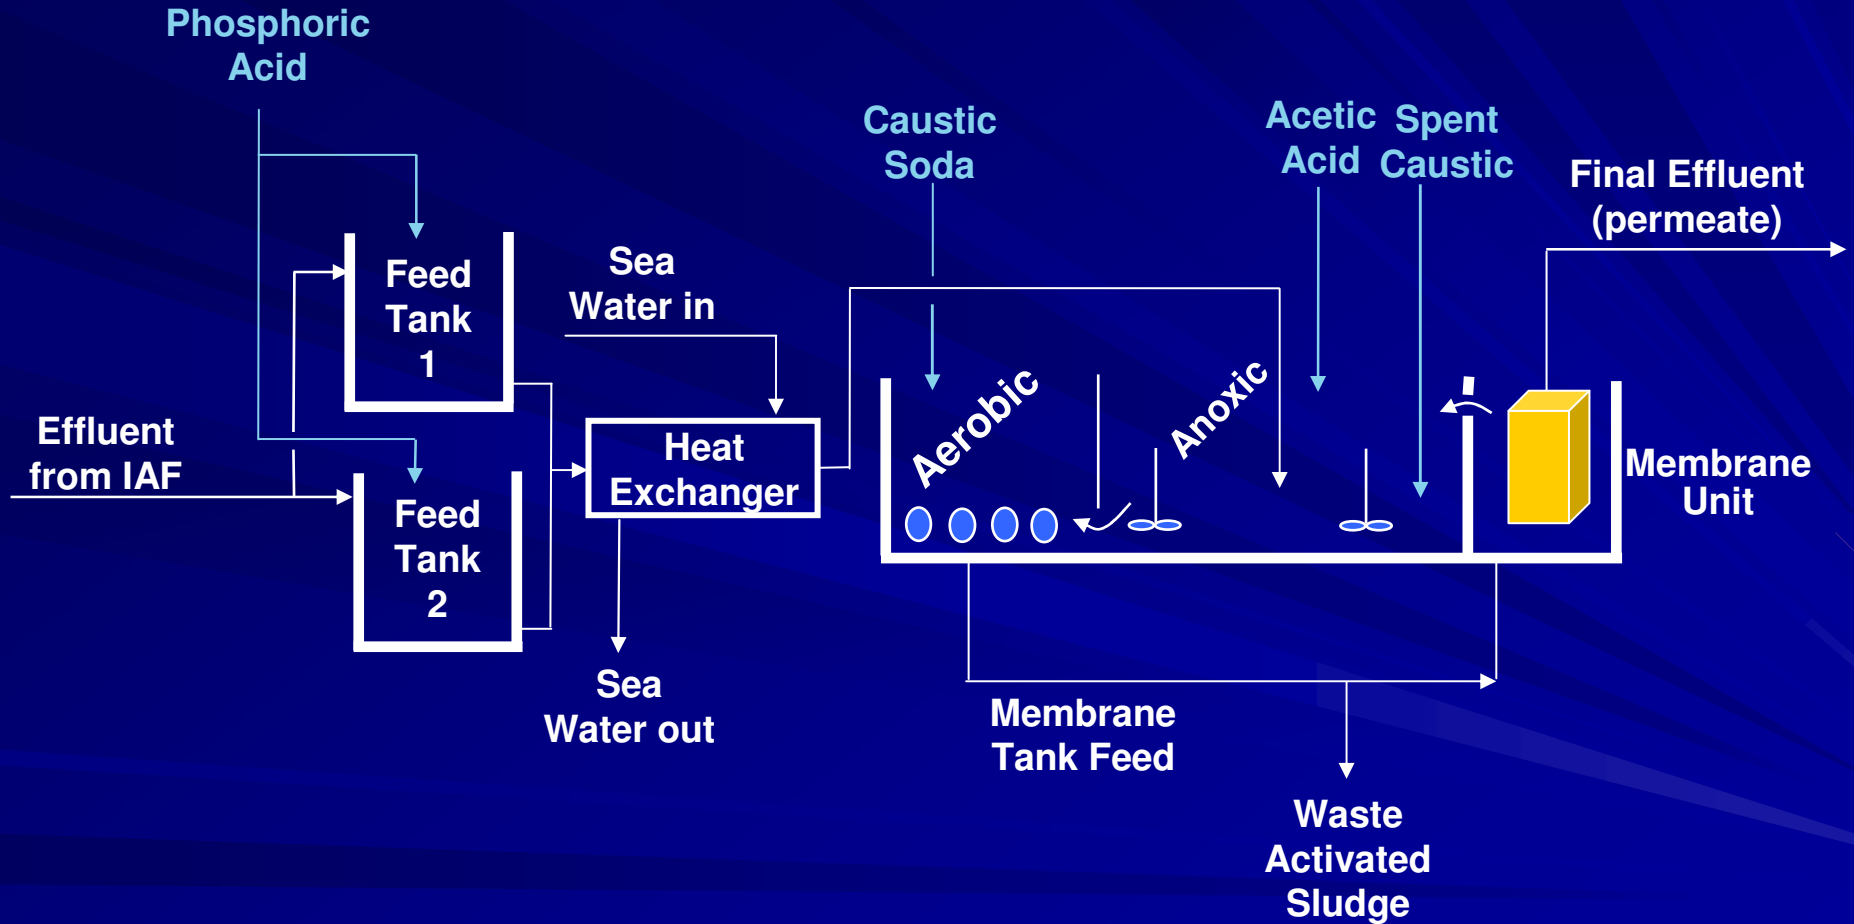 Phosphoric
Acid
Caustic
Soda
Acetic
Acid
Spent
Caustic
Final Effluent
(permeate)
Feed
Tank
1
Sea
Water in
Effluent
from IAF
Feed
Tank
2
Heat
Exchanger
Aerobic
Anoxic
Membrane
Unit
Sea
Water out
Membrane
Tank Feed
Waste
Activated
Sludge